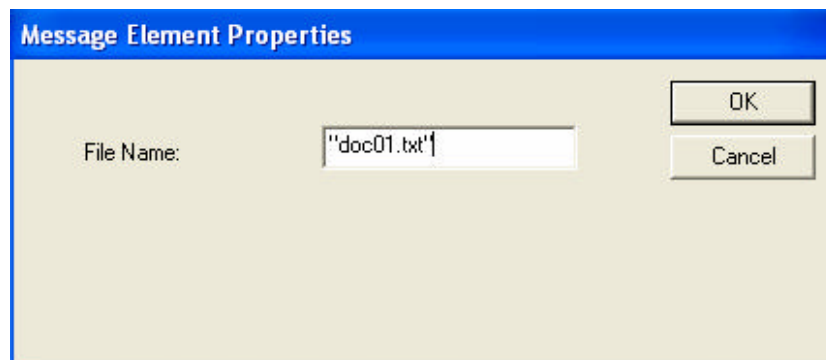 Message Element Properties
OK
File Name:
"doc01.txt"
Cancel